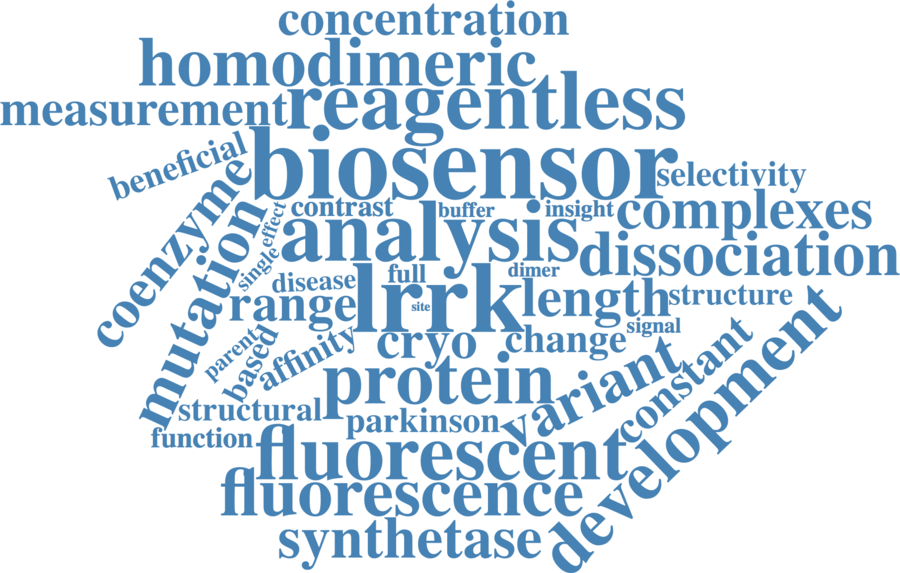 concentration
homodimeric
measurement
reagentless
beneficial
biosensor
selectivity
coenzyme
mutation
single
effect
contrast
buffer
insight
complexes
analysis
dissociation
disease
full
dimer
range
lrrk
site
length
structure
signal
parent
based
affinity
cryo
change
protein
variant
constant
development
structural
parkinson
function
fluorescent
fluorescence
synthetase